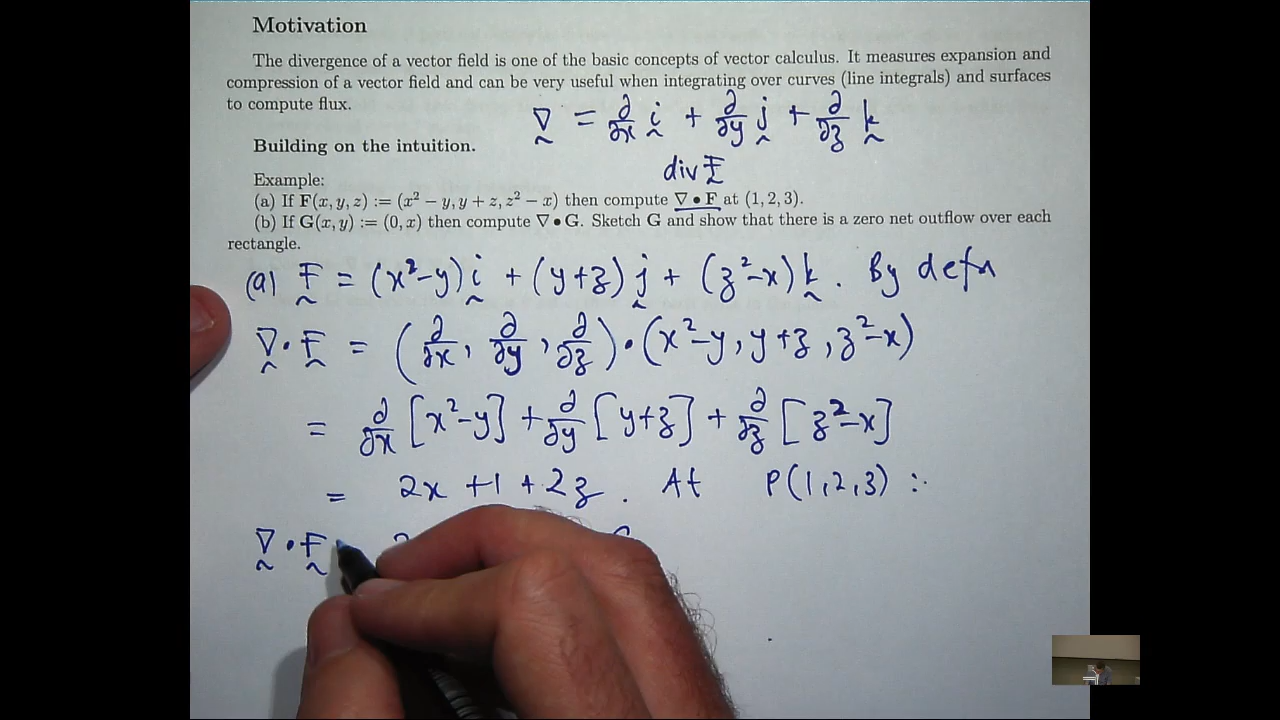 Motivation
The divergence of a vector field is one of the basic concepts of vector calculus. It measures expansion and
compression of a vector field and can be very useful when integrating over curves (line integrals) and surfaces
to compute flux.
∇ = ∂/∂x i + ∂/∂y j + ∂/∂z k
Building on the intuition.
div F
Example:
(a) If F(x, y, z) := (x² − y, y + z, z² − x) then compute ∇ • F at (1, 2, 3).
(b) If G(x, y) := (0, x) then compute ∇ • G. Sketch G and show that there is a zero net outflow over each
rectangle.
(a) F = (x²−y) i + (y+z) j + (z²−x) k . By defn
∇ • F = (∂/∂x, ∂/∂y, ∂/∂z) • (x²−y, y+z, z²−x)
= ∂/∂x [x²−y] + ∂/∂y [y+z] + ∂/∂z [z²−x]
= 2x + 1 + 2z . At P(1,2,3) :
∇ • F